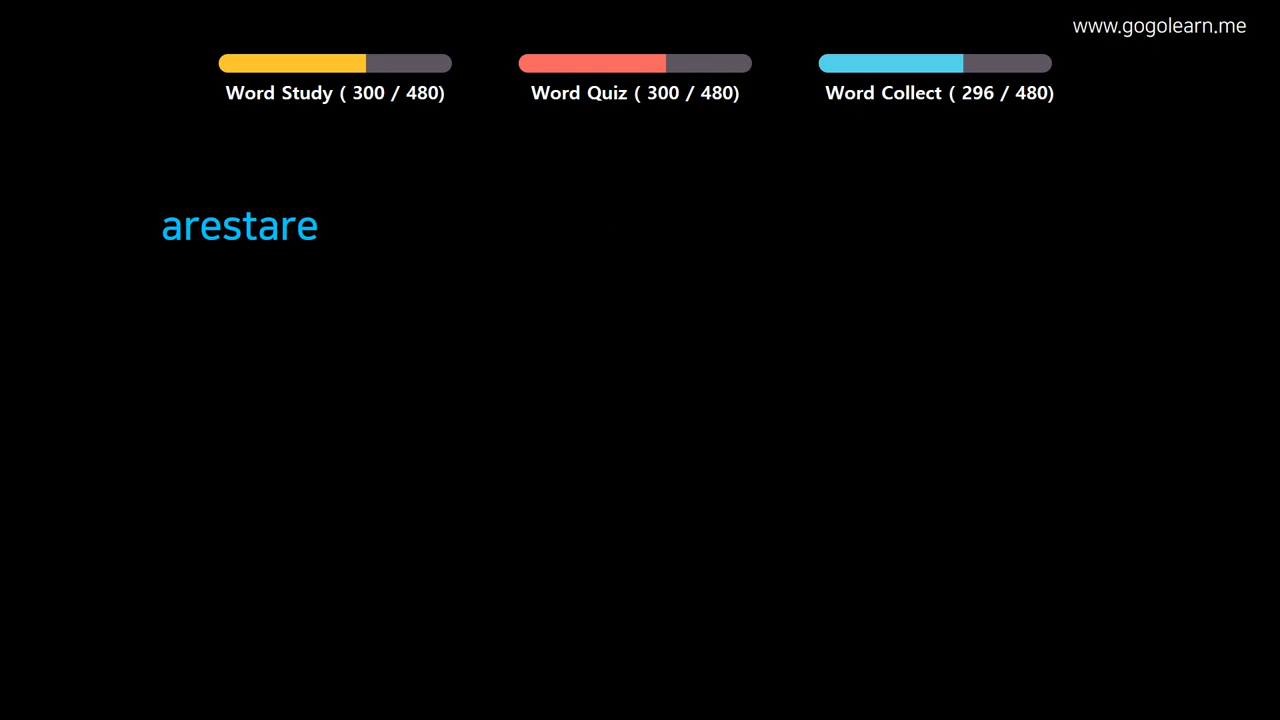 www.gogolearn.me
Word Study ( 300 / 480)
Word Quiz ( 300 / 480)
Word Collect ( 296 / 480)
arestare